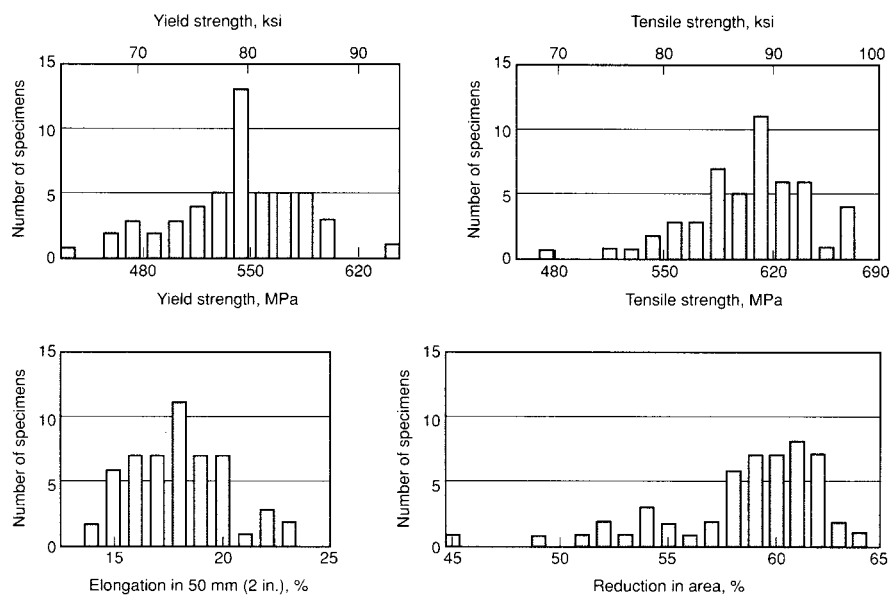 Yield strength, ksi
70 80 90
15
10
5
0
Number of specimens
480 550 620
Yield strength, MPa
Tensile strength, ksi
70 80 90 100
15
10
5
0
Number of specimens
480 550 620 690
Tensile strength, MPa
15
10
5
0
Number of specimens
15 20 25
Elongation in 50 mm (2 in.), %
15
10
5
0
Number of specimens
45 50 55 60 65
Reduction in area, %